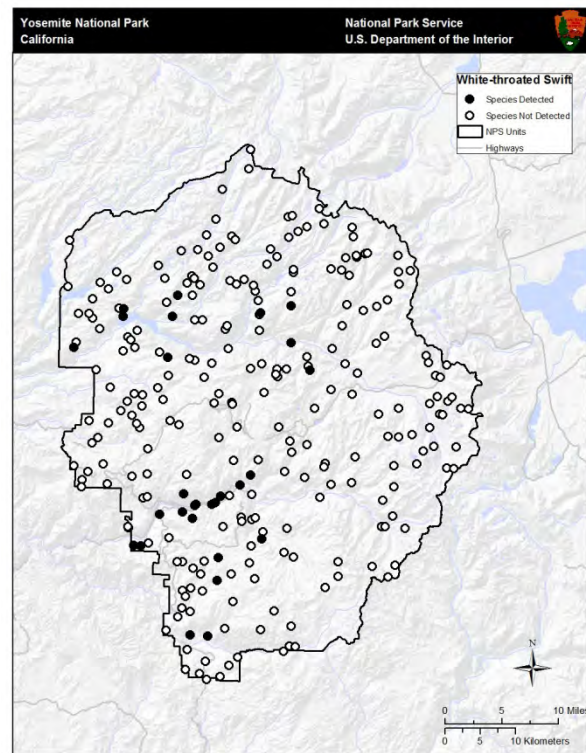 Yosemite National Park
California
National Park Service
U.S. Department of the Interior
White-throated Swift
Species Detected
Species Not Detected
NPS Units
Highways
N
0 5 10 Miles
0 5 10 Kilometers